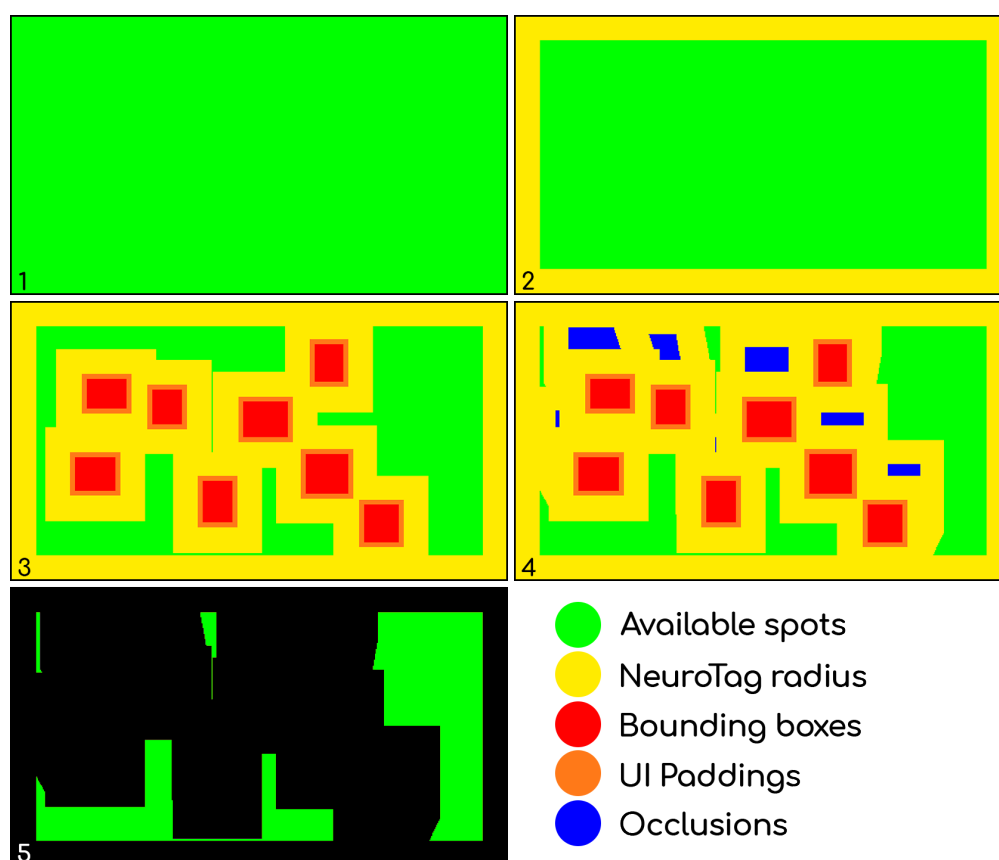 1
2
3
4
5
Available spots
NeuroTag radius
Bounding boxes
UI Paddings
Occlusions